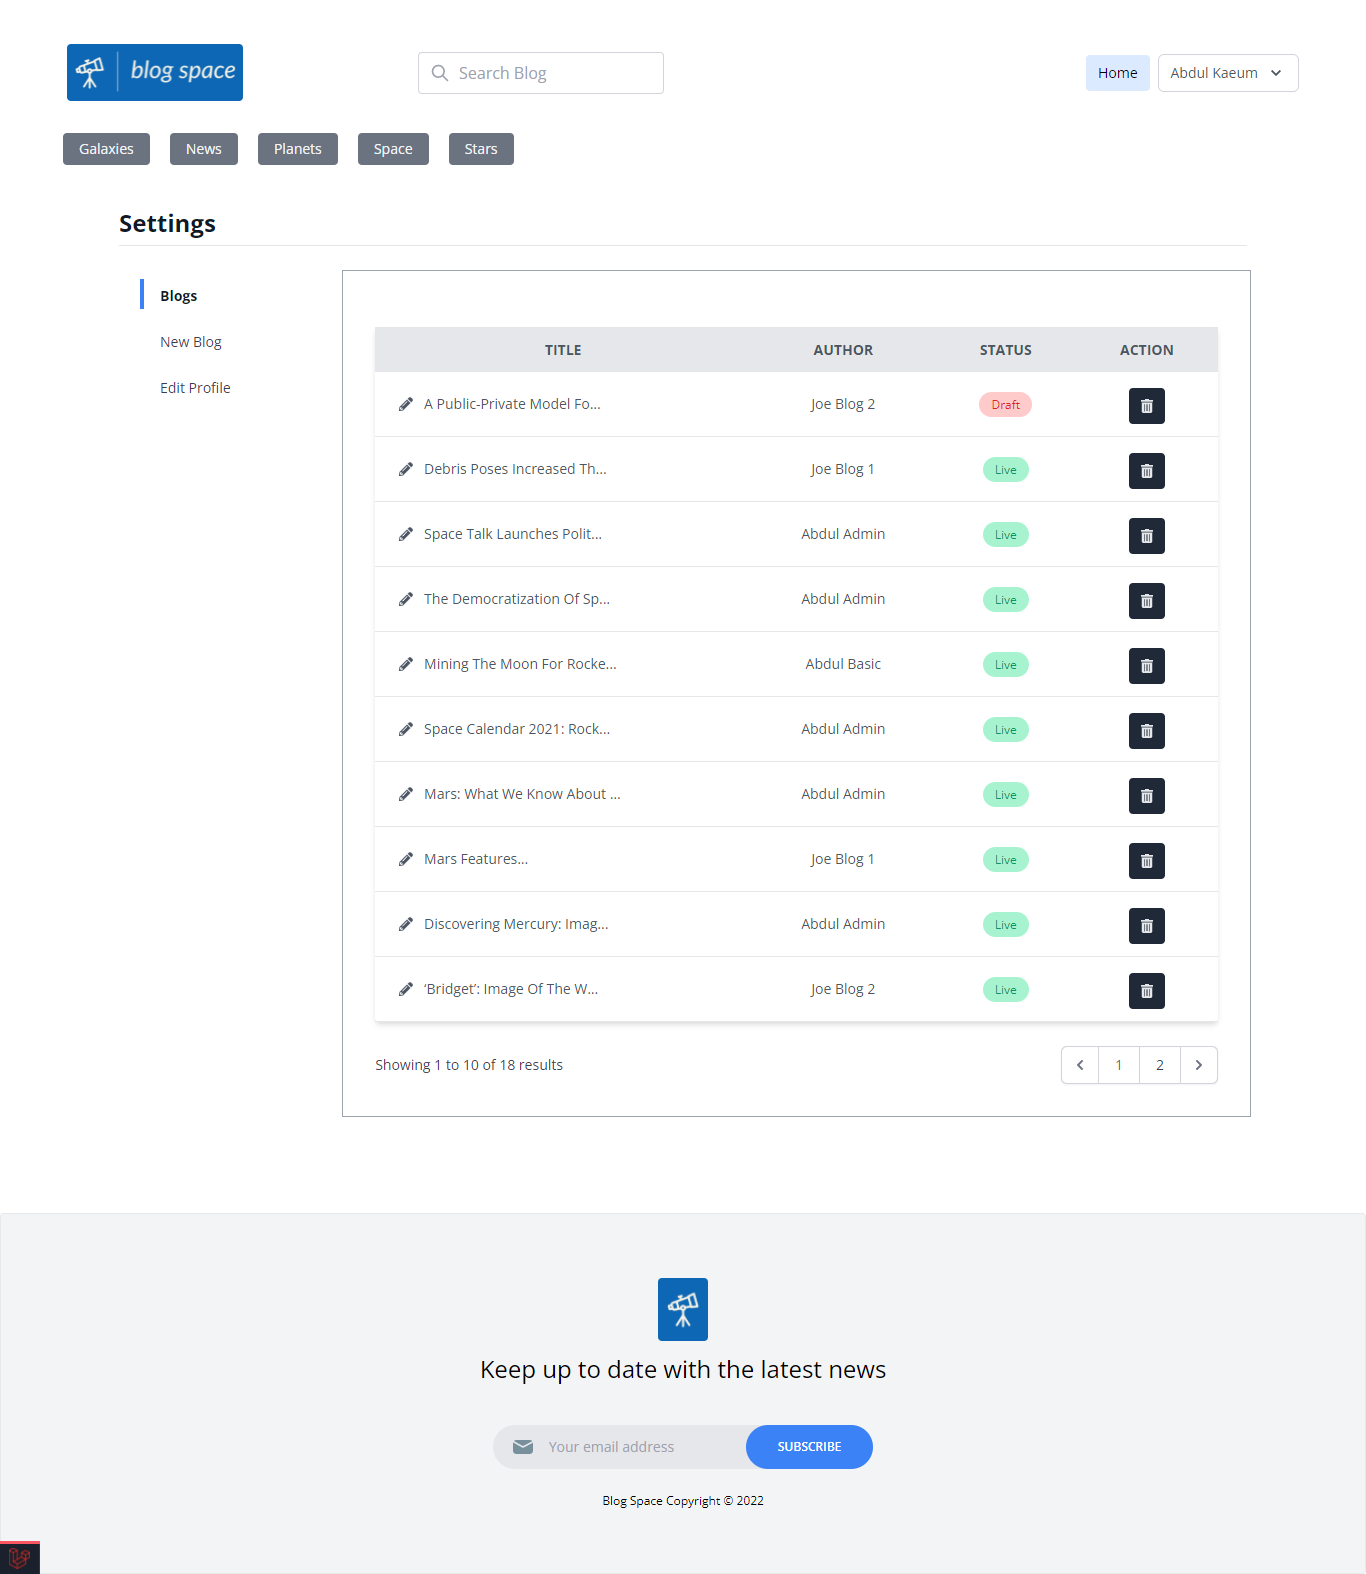 blog space
Search Blog
Home
Abdul Kaeum
Galaxies
News
Planets
Space
Stars
Settings
Blogs
New Blog
Edit Profile
TITLE AUTHOR STATUS ACTION
A Public-Private Model Fo... Joe Blog 2 Draft
Debris Poses Increased Th... Joe Blog 1 Live
Space Talk Launches Polit... Abdul Admin Live
The Democratization Of Sp... Abdul Admin Live
Mining The Moon For Rocke... Abdul Basic Live
Space Calendar 2021: Rock... Abdul Admin Live
Mars: What We Know About ... Abdul Admin Live
Mars Features... Joe Blog 1 Live
Discovering Mercury: Imag... Abdul Admin Live
‘Bridget’: Image Of The W... Joe Blog 2 Live
Showing 1 to 10 of 18 results
1 2
Keep up to date with the latest news
Your email address
SUBSCRIBE
Blog Space Copyright © 2022